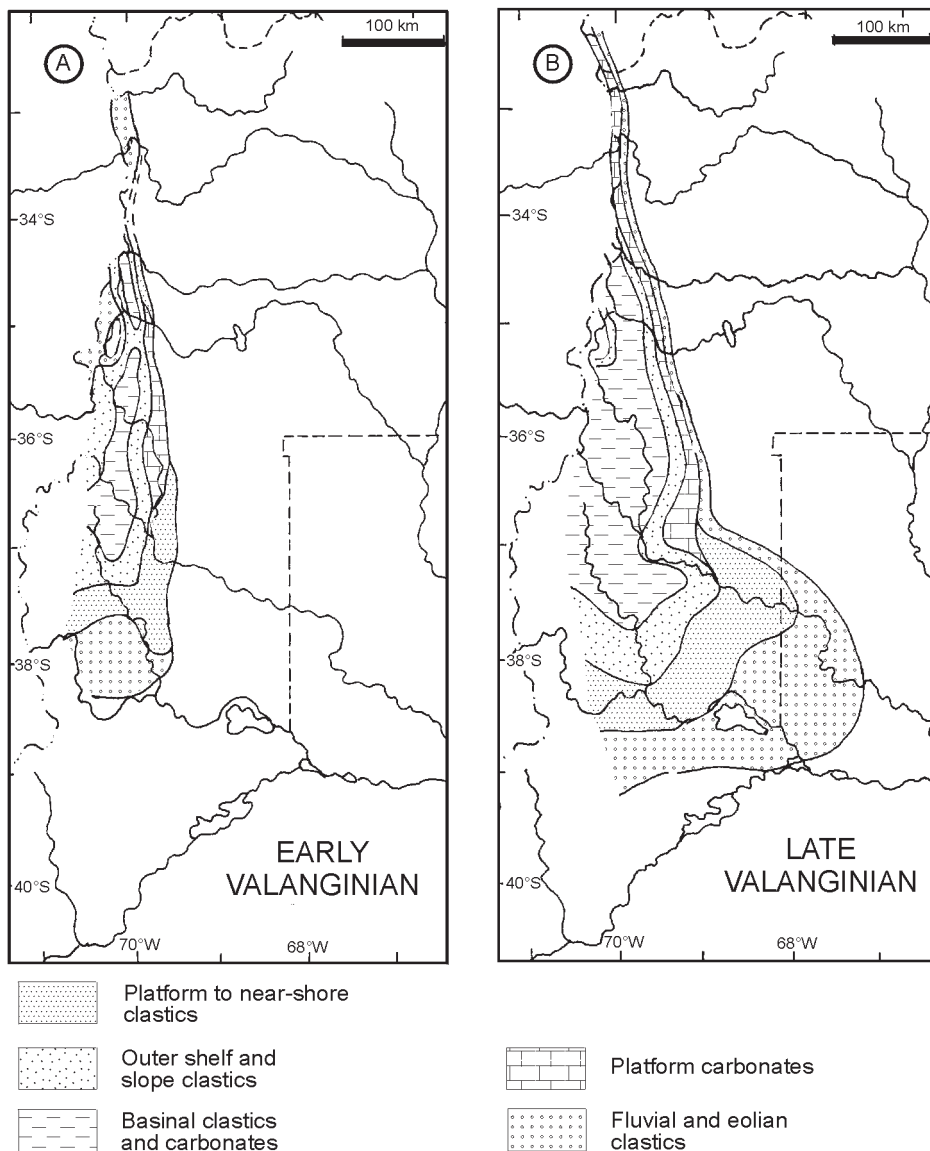 A
100 km
34°S
36°S
38°S
40°S
EARLY
VALANGINIAN
70°W
68°W
B
100 km
34°S
36°S
38°S
40°S
LATE
VALANGINIAN
70°W
68°W
Platform to near-shore
clastics
Outer shelf and
slope clastics
Basinal clastics
and carbonates
Platform carbonates
Fluvial and eolian
clastics